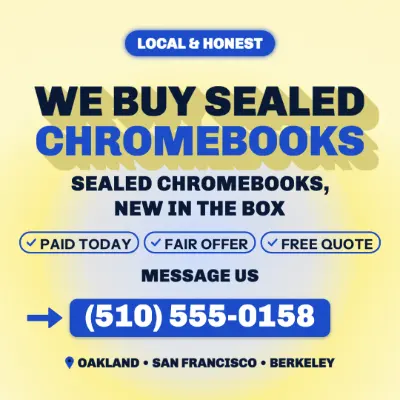 LOCAL & HONEST
WE BUY SEALED
CHROMEBOOKS
SEALED CHROMEBOOKS,
NEW IN THE BOX
✓ PAID TODAY ✓ FAIR OFFER ✓ FREE QUOTE
MESSAGE US
(510) 555-0158
OAKLAND • SAN FRANCISCO • BERKELEY